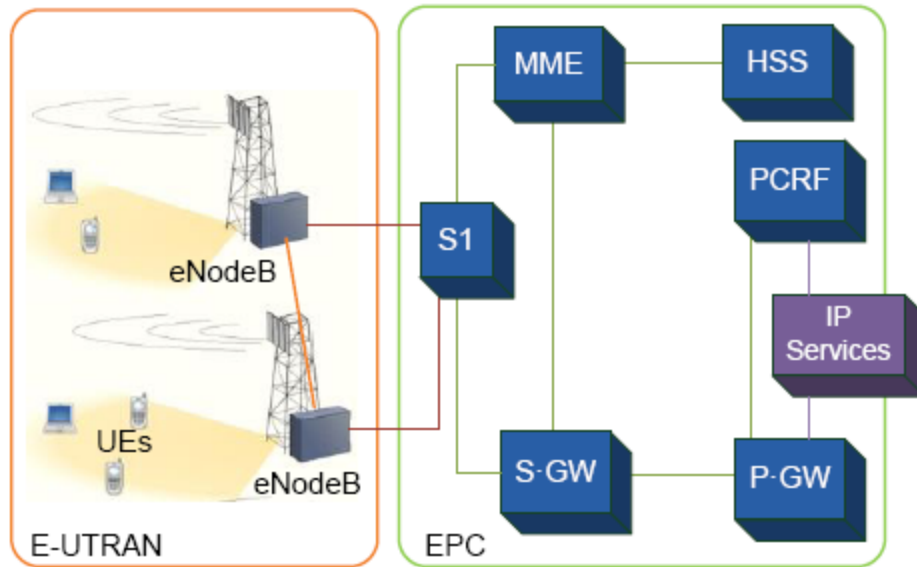 MME
HSS
PCRF
S1
eNodeB
IP
Services
UEs
eNodeB
S-GW
P-GW
E-UTRAN
EPC